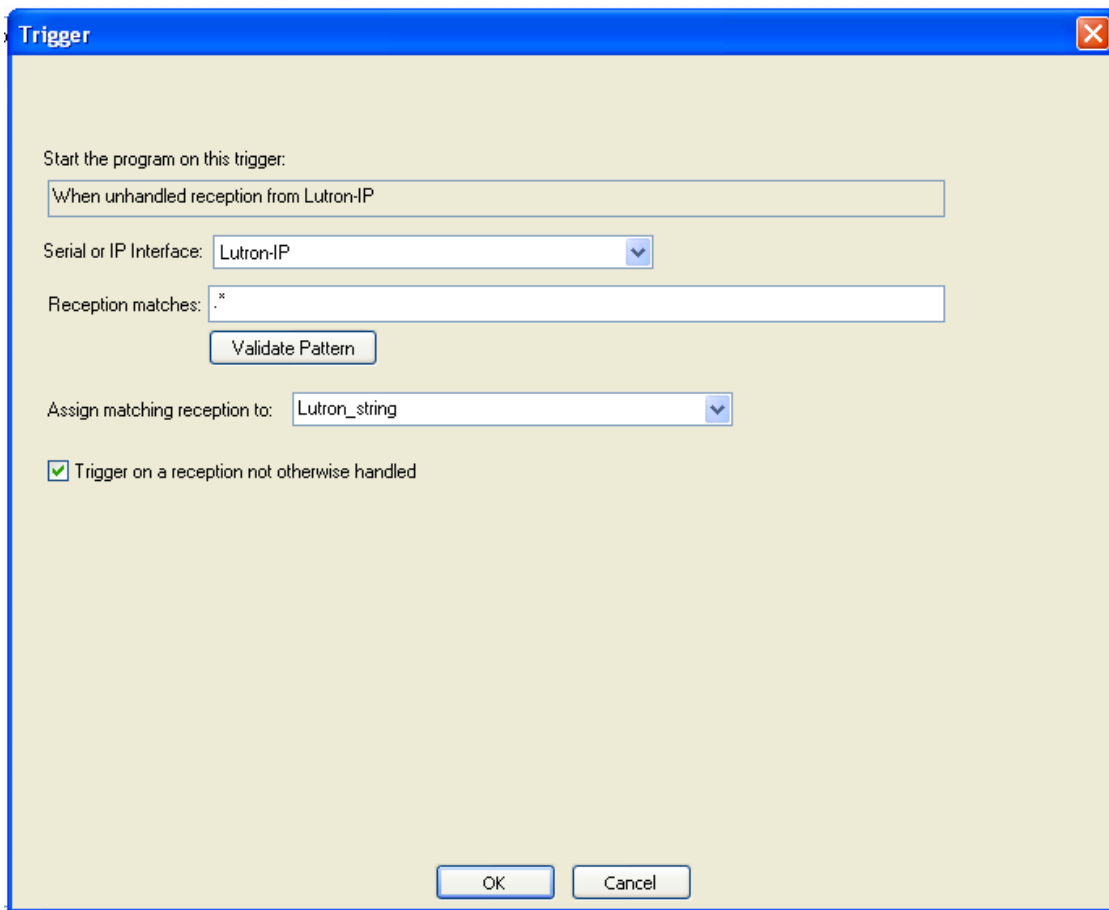 Trigger
Start the program on this trigger:
When unhandled reception from Lutron-IP
Serial or IP Interface: Lutron-IP
Reception matches: .*
Validate Pattern
Assign matching reception to: Lutron_string
Trigger on a reception not otherwise handled
OK Cancel